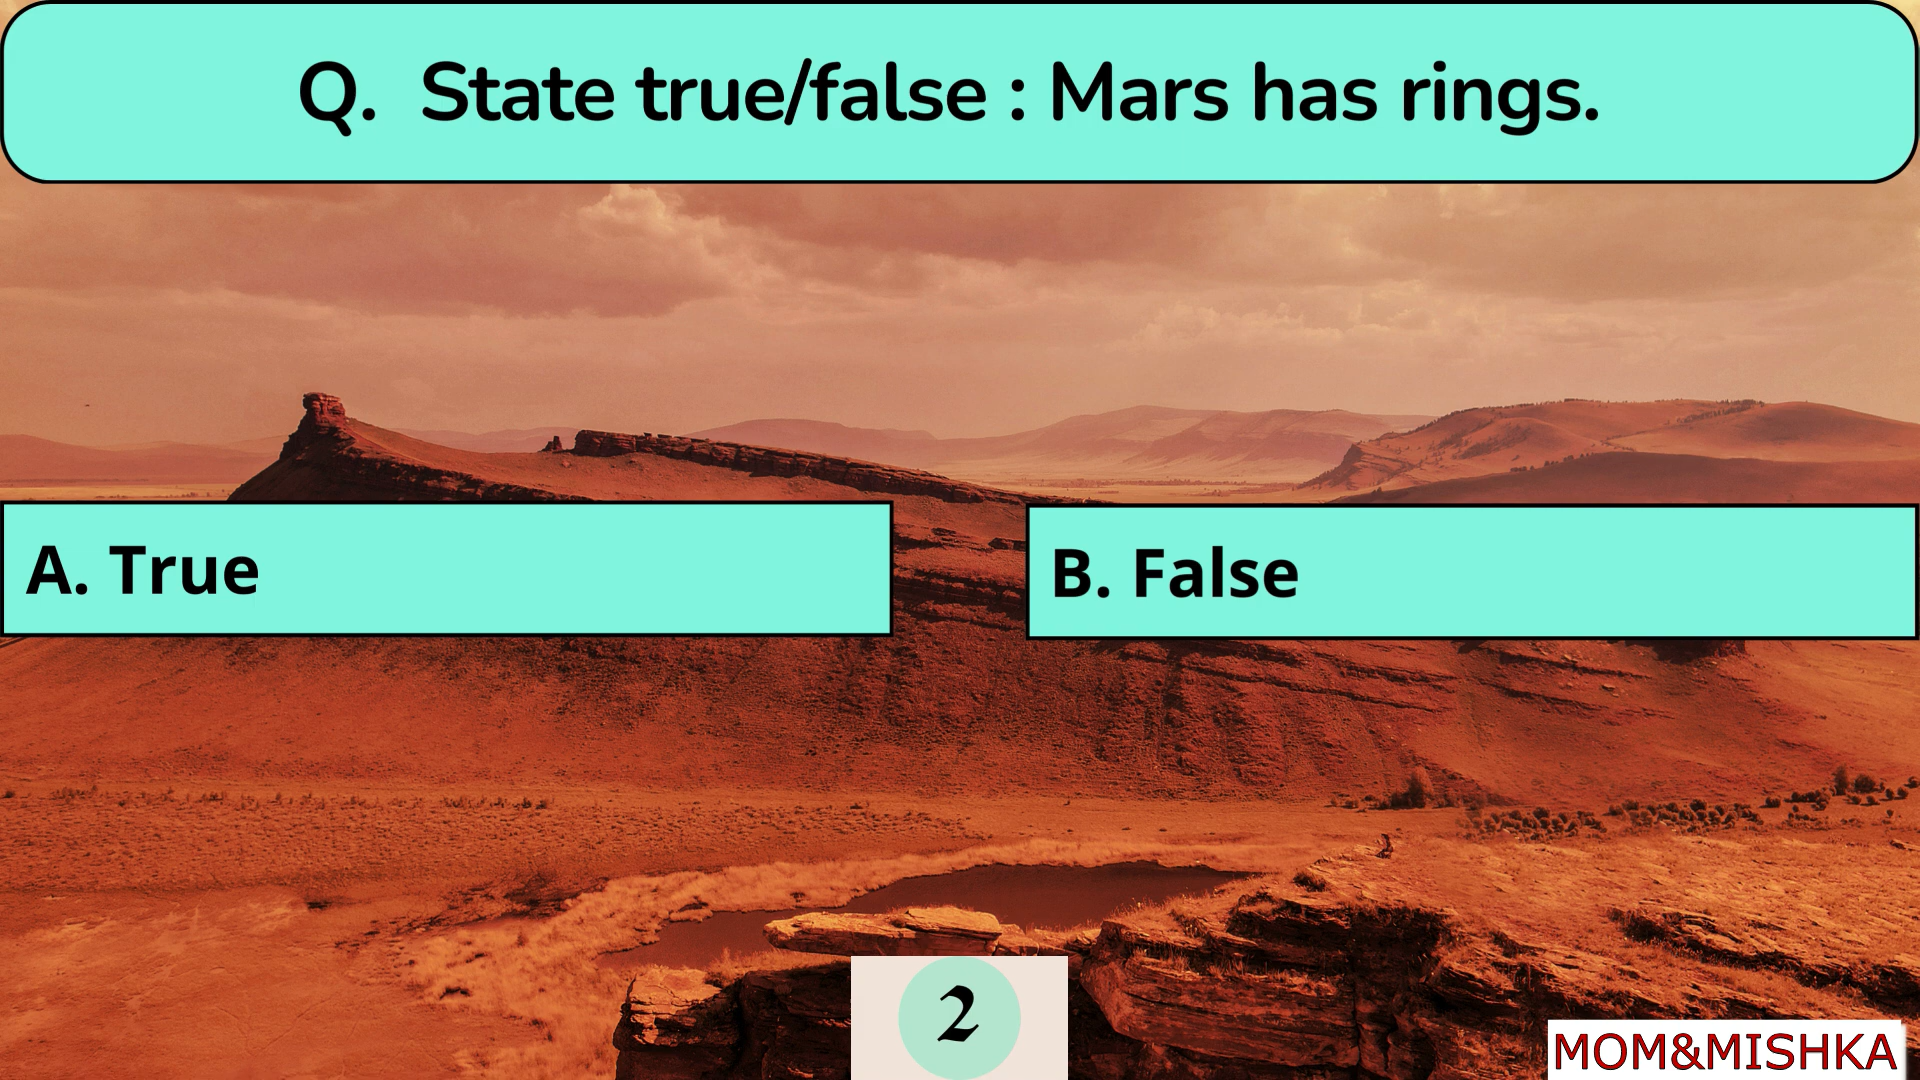 Q. State true/false : Mars has rings.
A. True
B. False
2
MOM&MISHKA